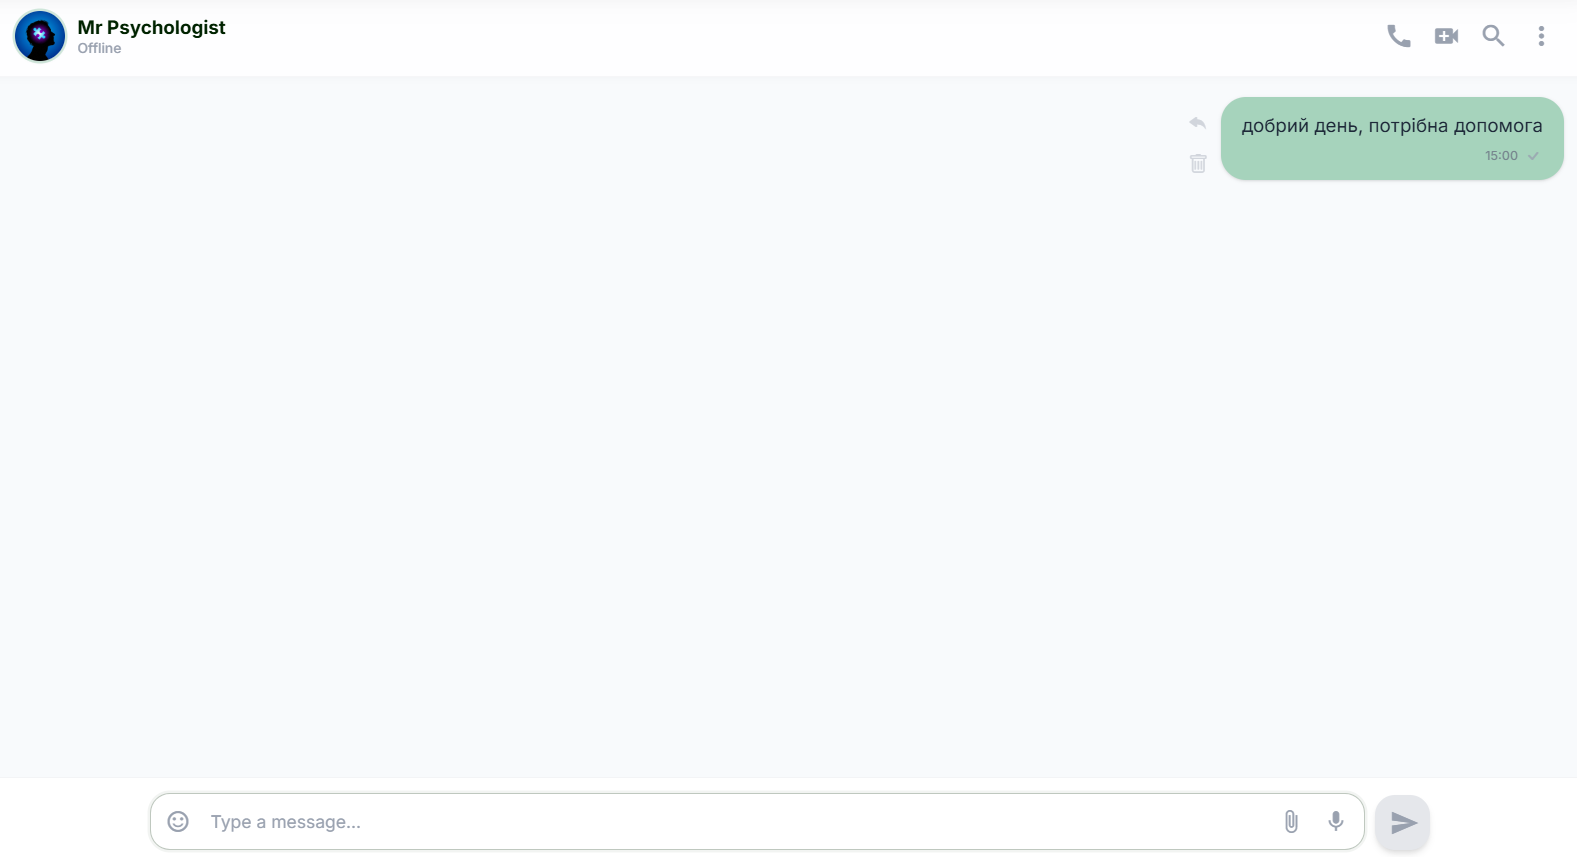 Mr Psychologist
Offline
добрий день, потрібна допомога
15:00
Type a message...